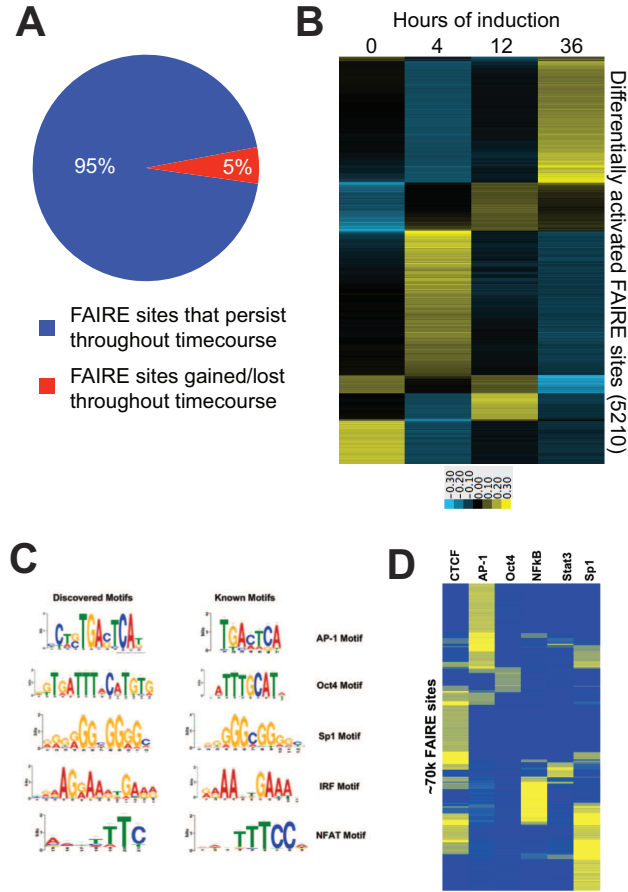 A
95%
5%
FAIRE sites that persist
throughout timecourse
FAIRE sites gained/lost
throughout timecourse
B
Hours of induction
0 4 12 36
Differentially activated FAIRE sites (5210)
-0.30 -0.20 -0.10 0.00 0.10 0.20 0.30
C
Discovered Motifs Known Motifs
AP-1 Motif
Oct4 Motif
Sp1 Motif
IRF Motif
NFAT Motif
D
CTCF AP-1 Oct4 NFkB Stat3 Sp1
~70k FAIRE sites